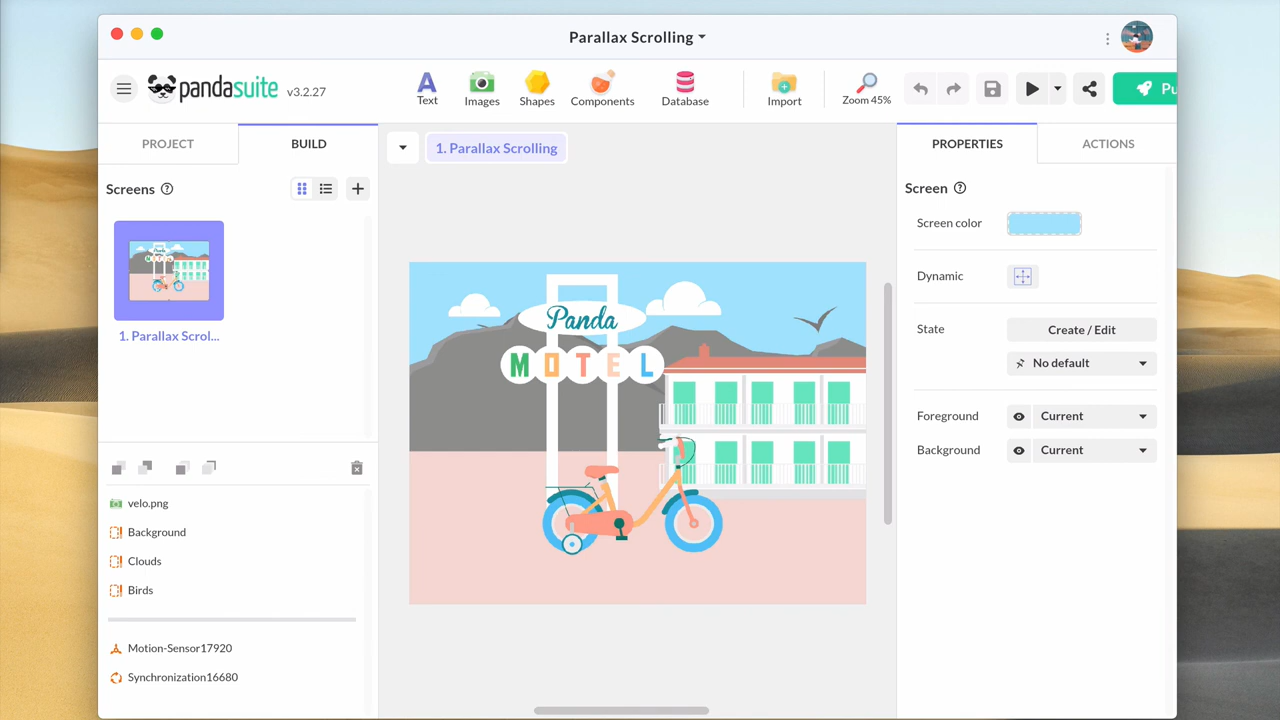 Parallax Scrolling
pandasuite v3.2.27
Text
Images
Shapes
Components
Database
Import
Zoom 45%
Pu
PROJECT
BUILD
1. Parallax Scrolling
PROPERTIES
ACTIONS
Screens
Screen
Screen color
1. Parallax Scrol...
Dynamic
State
Create / Edit
No default
Foreground
Current
Background
Current
Panda
MOTEL
velo.png
Background
Clouds
Birds
Motion-Sensor17920
Synchronization16680